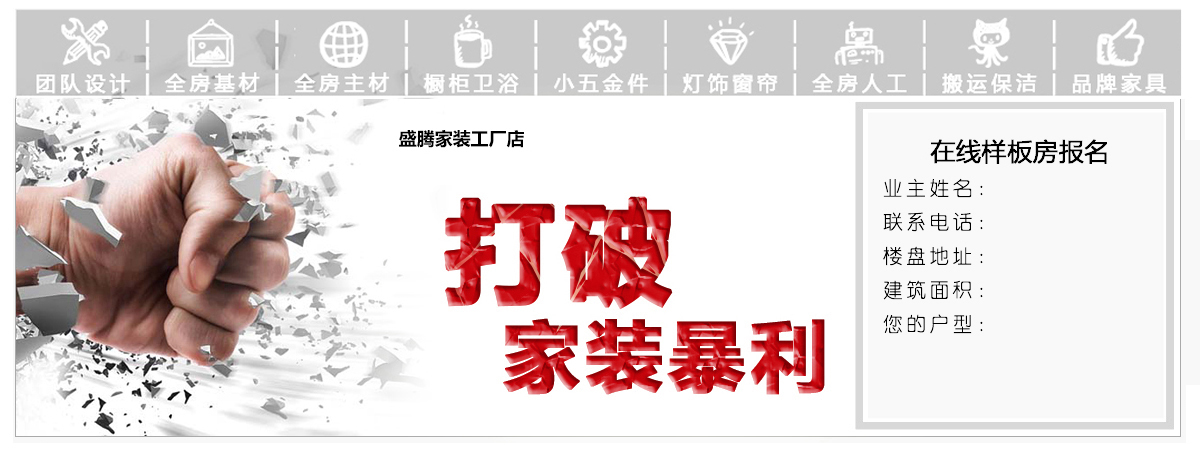 团队设计 全房基材 全房主材 橱柜卫浴 小五金件 灯饰窗帘 全房人工 搬运保洁 品牌家具
盛腾家装工厂店
打破
家装暴利
在线样板房报名
业主姓名：
联系电话：
楼盘地址：
建筑面积：
您的户型：